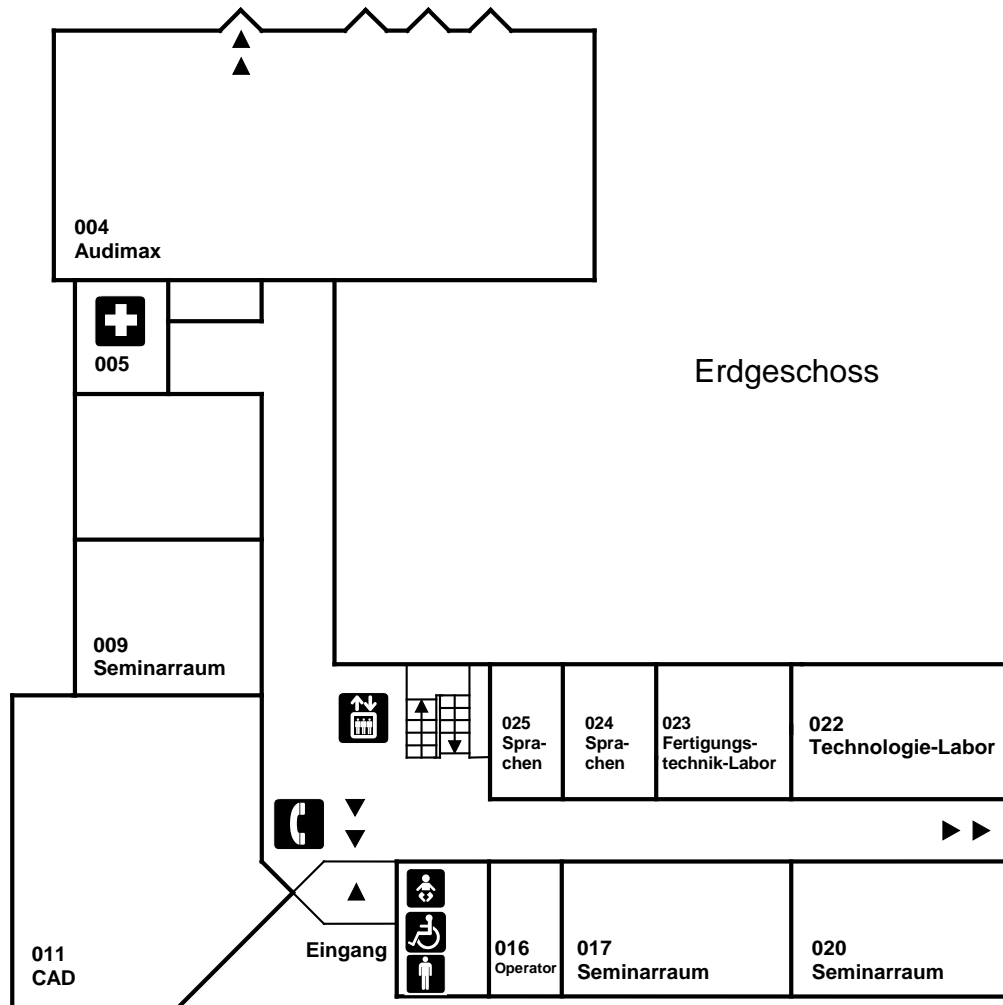 004
Audimax
005
Erdgeschoss
009
Seminarraum
025
Spra-
chen
024
Spra-
chen
023
Fertigungs-
technik-Labor
022
Technologie-Labor
Eingang
011
CAD
016
Operator
017
Seminarraum
020
Seminarraum